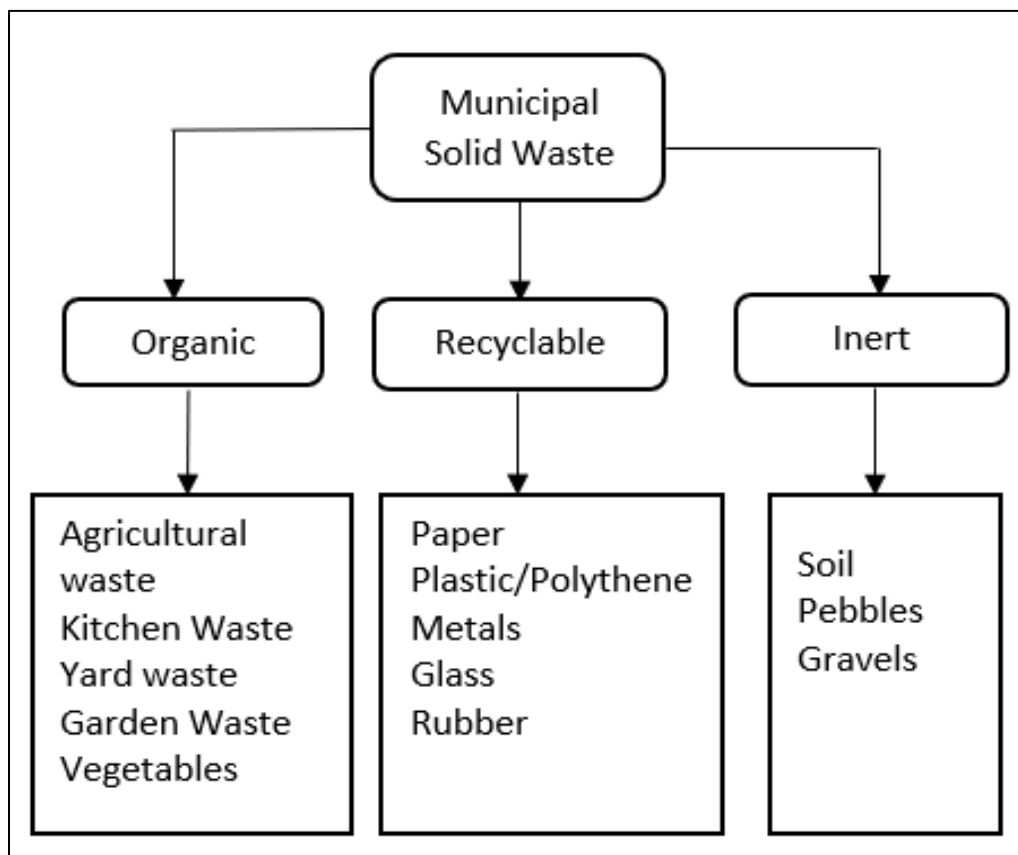 Municipal
Solid Waste
Organic
Recyclable
Inert
Agricultural
waste
Kitchen Waste
Yard waste
Garden Waste
Vegetables
Paper
Plastic/Polythene
Metals
Glass
Rubber
Soil
Pebbles
Gravels